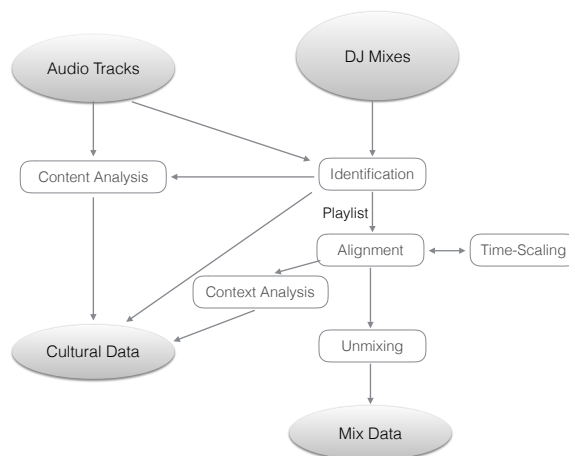 DJ Mixes
Audio Tracks
Content Analysis
Identification
Playlist
Alignment
Time-Scaling
Context Analysis
Unmixing
Cultural Data
Mix Data